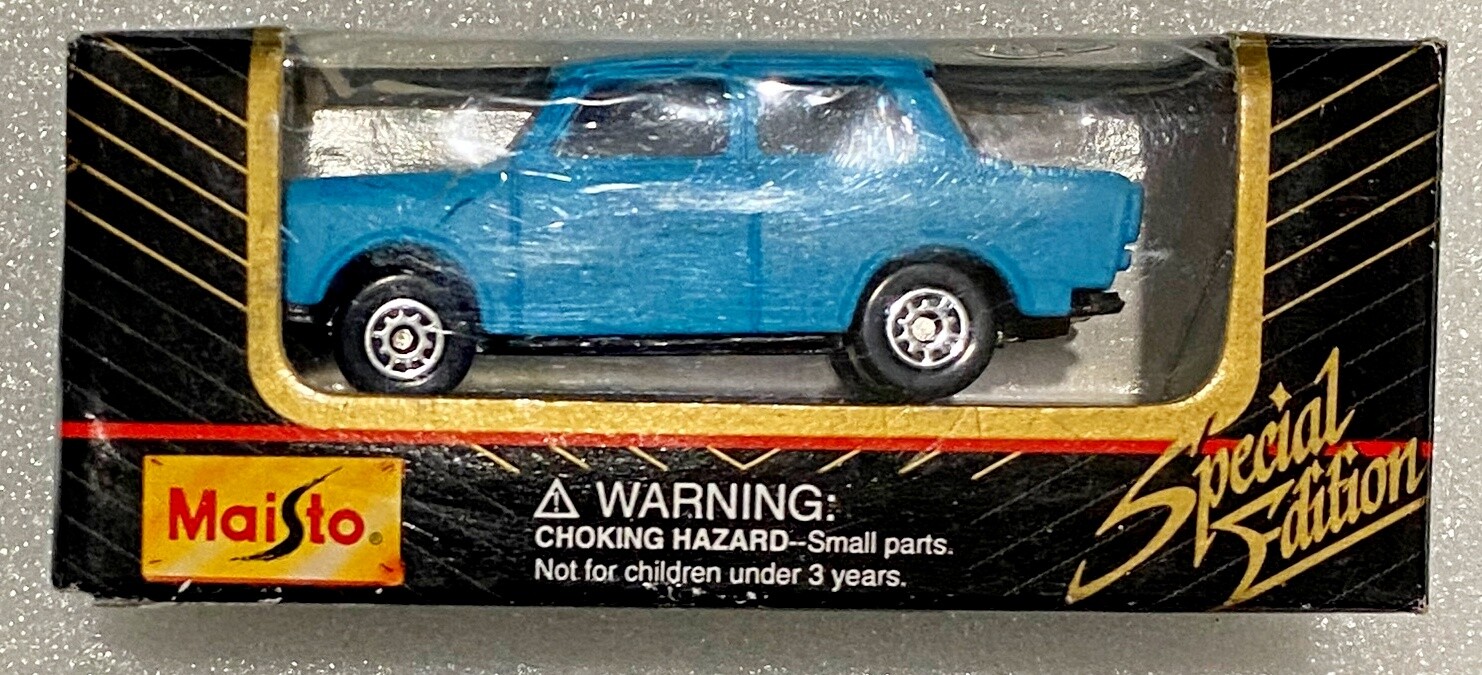 Maisto®
⚠ WARNING:
CHOKING HAZARD--Small parts.
Not for children under 3 years.
Special
Edition